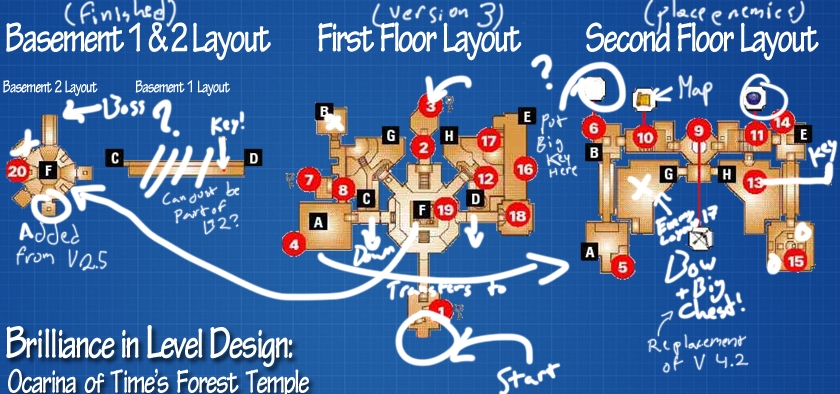 (finished)
(version 3)
(place enemies)
Basement 1 & 2 Layout
First Floor Layout
Second Floor Layout
Basement 2 Layout
Basement 1 Layout
Boss
?
Key!
C
D
20
F
Can just be
Part of
B2?
Added
from V2.5
?
Put
Big
Key
Here
3
B
G
H
E
2
17
7
8
12
16
C
D
A
F
19
18
4
Down
Transfers to
1
Start
Map
6
10
9
11
14
B
E
Key
G
H
13
A
5
15
Bow
+ Big
Chest!
Replacement
of V 4.2
Brilliance in Level Design:
Ocarina of Time's Forest Temple